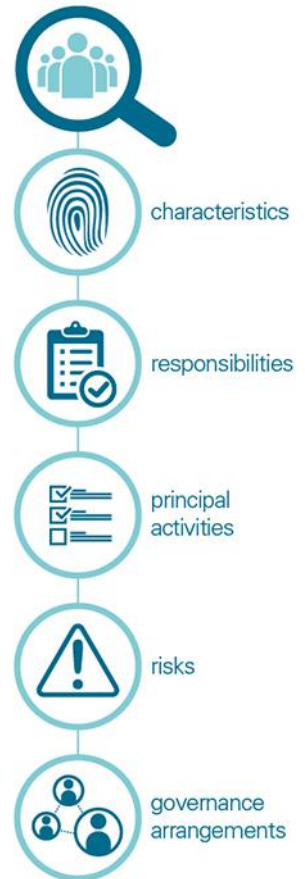 characteristics
responsibilities
principal
activities
risks
governance
arrangements